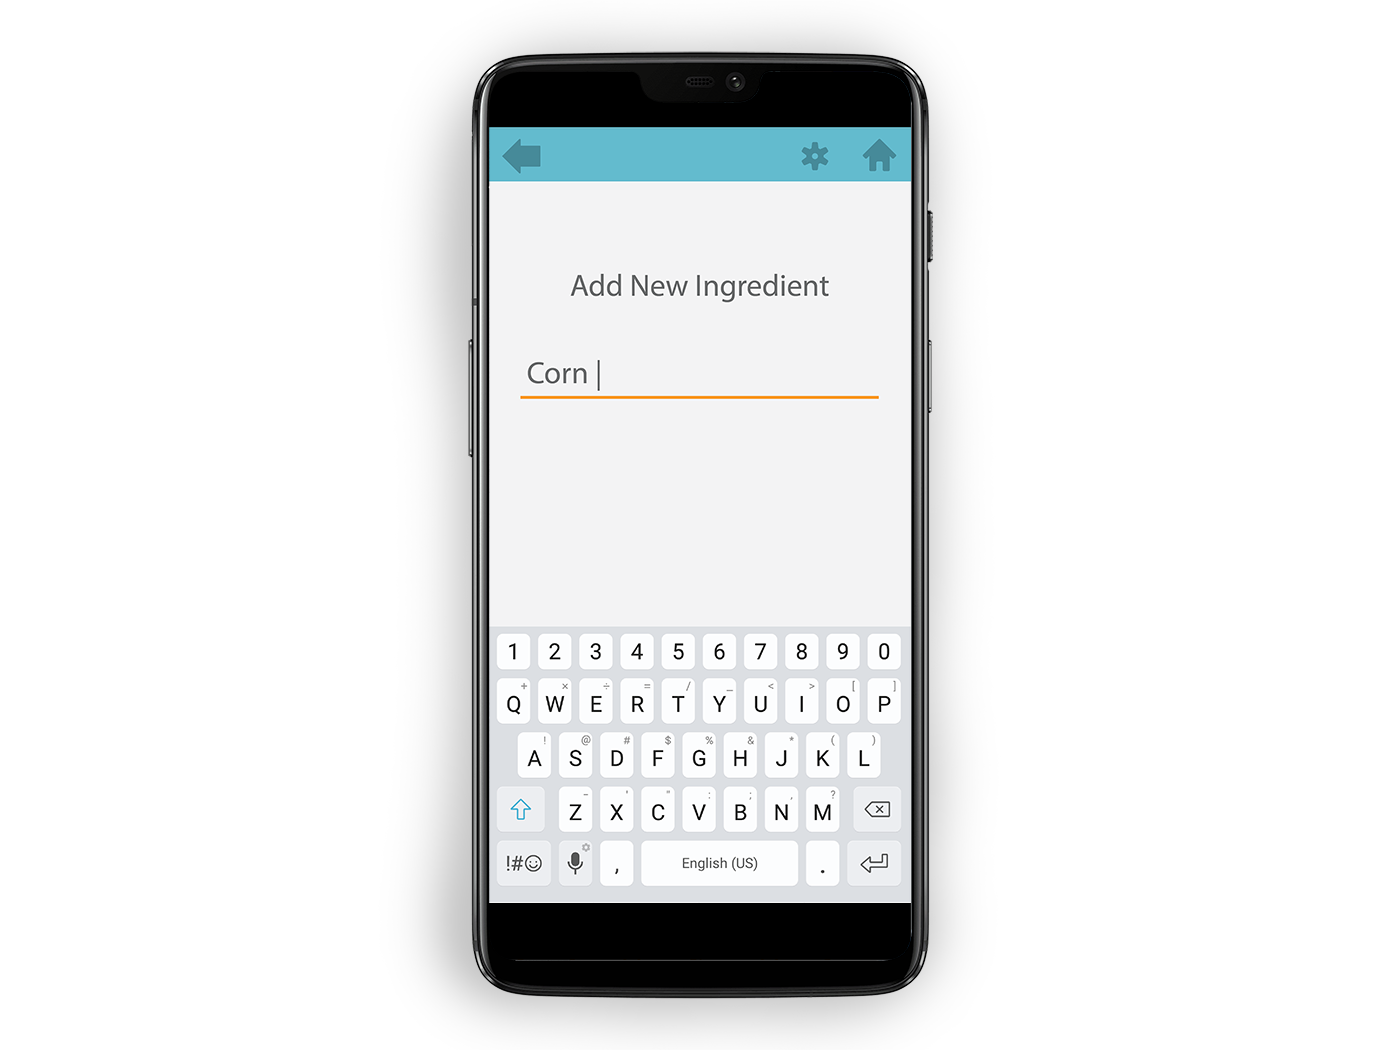 Add New Ingredient
Corn
1 2 3 4 5 6 7 8 9 0
+ × ÷ = / _ < > [ ]
Q W E R T Y U I O P
! @ # $ % & * ( )
A S D F G H J K L
- ' " : ; , ?
Z X C V B N M
!#☺ , English (US) .